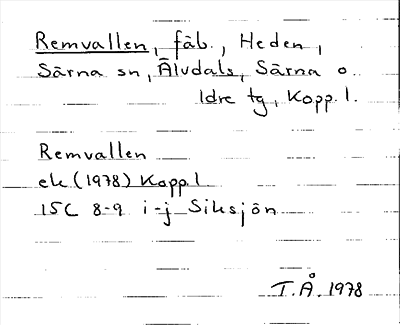 Remvallen, fäb., Heden,
Särna sn, Älvdals, Särna o.
Idre tg, Kopp. l.
Remvallen
ek (1978) Kopp. l
15C 8-9 i-j Siksjön
T.Å. 1978